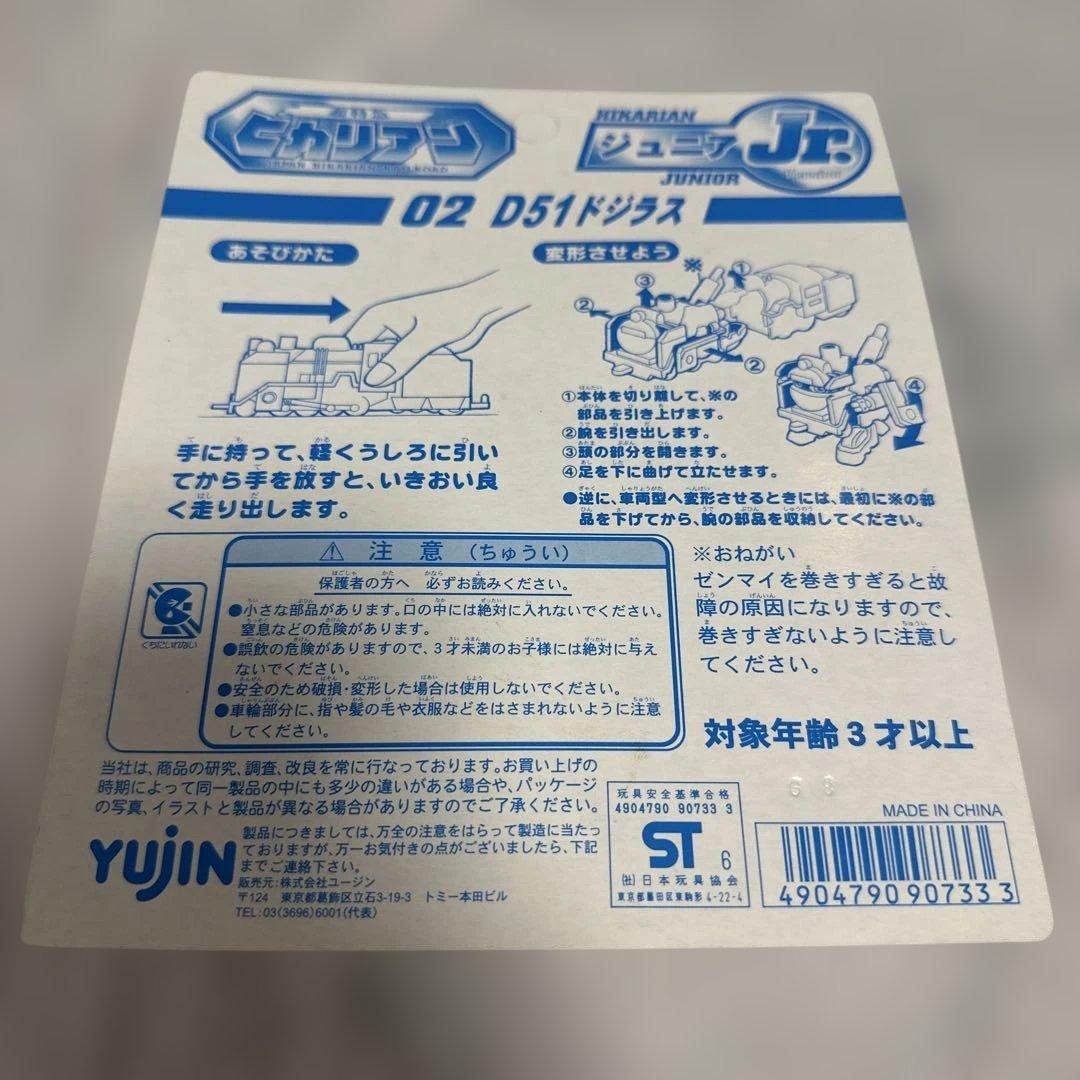 超特急
ヒカリアン
JAPAN HIKARIAN RAILROAD
HIKARIAN
ジュニア Jr.
JUNIOR
02 D51ドジラス
あそびかた
手に持って、軽くうしろに引い
てから手を放すと、いきおい良
く走り出します。
変形させよう
③ ※ ① ② ② ④
①本体を切り離して、※の
部品を引き上げます。
②腕を引き出します。
③頭の部分を開きます。
④足を下に曲げて立たせます。
●逆に、車両型へ変形させるときには、最初に※の部
品を下げてから、腕の部品を収納してください。
くちにいれない
⚠ 注意（ちゅうい）
保護者の方へ 必ずお読みください。
●小さな部品があります。口の中には絶対に入れないでください。
窒息などの危険があります。
●誤飲の危険がありますので、3才未満のお子様には絶対に与え
ないでください。
●安全のため破損・変形した場合は使用しないでください。
●車輪部分に、指や髪の毛や衣服などをはさまれないように注意
してください。
※おねがい
ゼンマイを巻きすぎると故
障の原因になりますので、
巻きすぎないように注意し
てください。
対象年齢3才以上
当社は、商品の研究、調査、改良を常に行なっております。お買い上げの
時期によって同一製品の中にも多少の違いがある場合や、パッケージ
の写真、イラストと製品が異なる場合がありますのでご了承ください。
YUJIN
製品につきましては、万全の注意をはらって製造に当たっ
ておりますが、万一お気付きの点がございましたら、下記
までご連絡下さい。
販売元：株式会社ユージン
〒124 東京都葛飾区立石3-19-3 トミー本田ビル
TEL：03(3696)6001(代表)
玩具安全基準合格
4904790 90733 3
ST 6
(社)日本玩具協会
東京都墨田区東駒形4-22-4
MADE IN CHINA
4904790907333